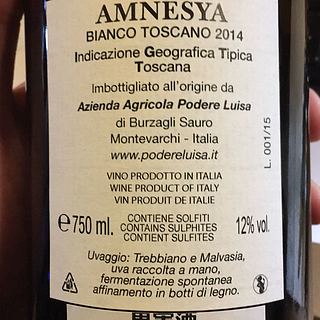 AMNESYA
BIANCO TOSCANO 2014
Indicazione Geografica Tipica
Toscana
Imbottigliato all'origine da
Azienda Agricola Podere Luisa
di Burzagli Sauro
Montevarchi - Italia
www.podereluisa.it
L. 001/15
VINO PRODOTTO IN ITALIA
WINE PRODUCT OF ITALY
VIN PRODUIT DE ITALIE
e 750 ml.
CONTIENE SOLFITI
CONTAINS SULPHITES
CONTIENT SULFITES
12% vol.
Uvaggio: Trebbiano e Malvasia,
uva raccolta a mano,
fermentazione spontanea
affinamento in botti di legno.